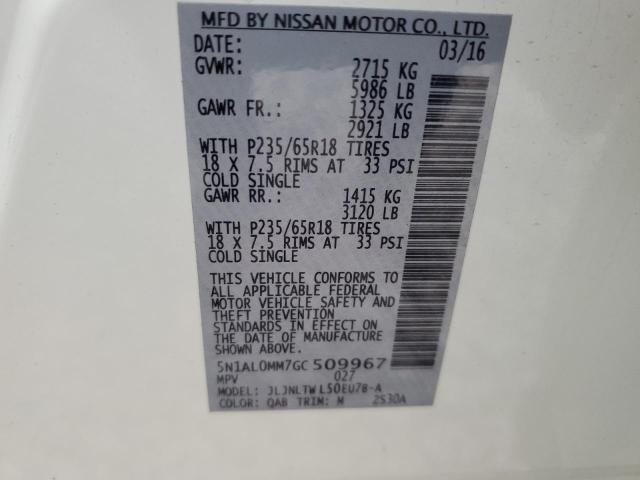 MFD BY NISSAN MOTOR CO., LTD.
DATE: 03/16
GVWR: 2715 KG
5986 LB
GAWR FR.: 1325 KG
2921 LB
WITH P235/65R18 TIRES
18 X 7.5 RIMS AT 33 PSI
COLD SINGLE
GAWR RR.: 1415 KG
3120 LB
WITH P235/65R18 TIRES
18 X 7.5 RIMS AT 33 PSI
COLD SINGLE
THIS VEHICLE CONFORMS TO
ALL APPLICABLE FEDERAL
MOTOR VEHICLE SAFETY AND
THEFT PREVENTION
STANDARDS IN EFFECT ON
THE DATE OF MANUFACTURE
SHOWN ABOVE.
5N1AL0MM7GC509967
MPV 027
MODEL: JLJNLTWL50EU7B-A
COLOR: QAB TRIM: M 2S30A